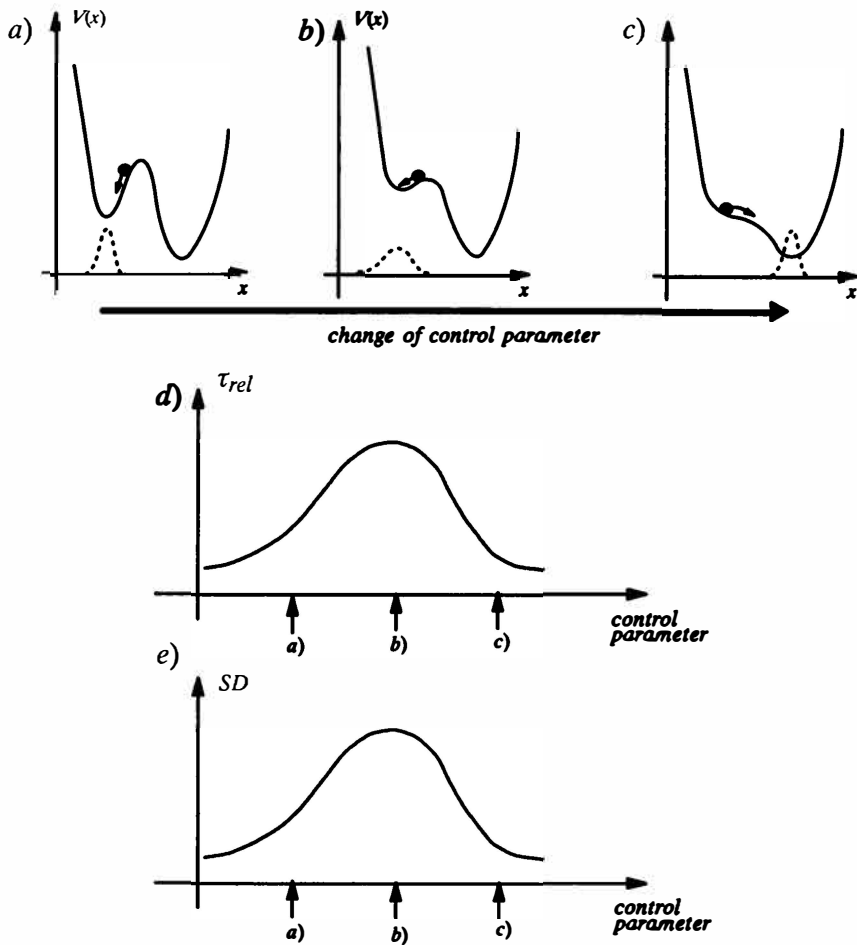 a)
V(x)
x
b)
V(x)
x
c)
x
change of control parameter
d)
τrel
a)
b)
c)
control
parameter
e)
SD
a)
b)
c)
control
parameter